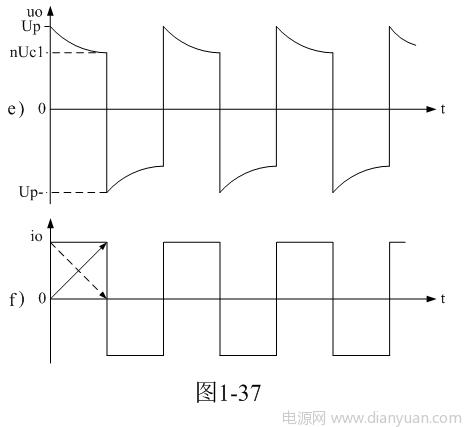 uo
Up
nUc1
e) 0 t
Up-
io
f) 0 t
图1-37
电源网 www.dianyuan.com